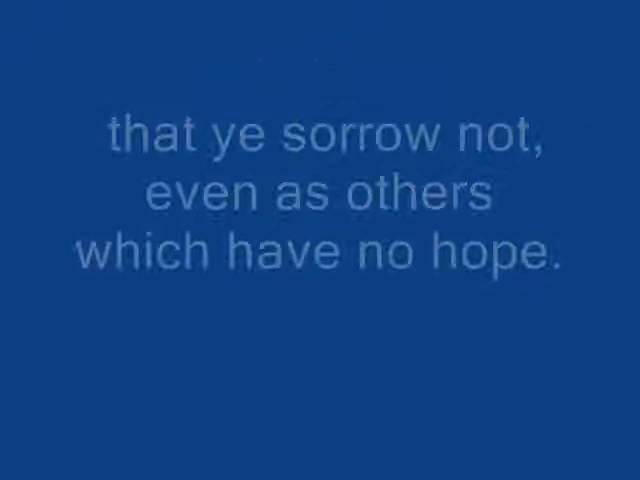 that ye sorrow not,
even as others
which have no hope.